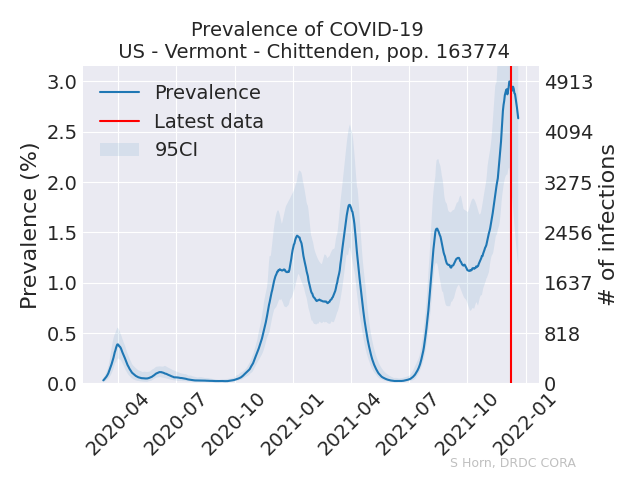 Prevalence of COVID-19
US - Vermont - Chittenden, pop. 163774
Prevalence
Latest data
95CI
Prevalence (%)
3.0
2.5
2.0
1.5
1.0
0.5
0.0
4913
4094
3275
2456
1637
818
0
# of infections
2020-04
2020-07
2020-10
2021-01
2021-04
2021-07
2021-10
2022-01
S Horn, DRDC CORA